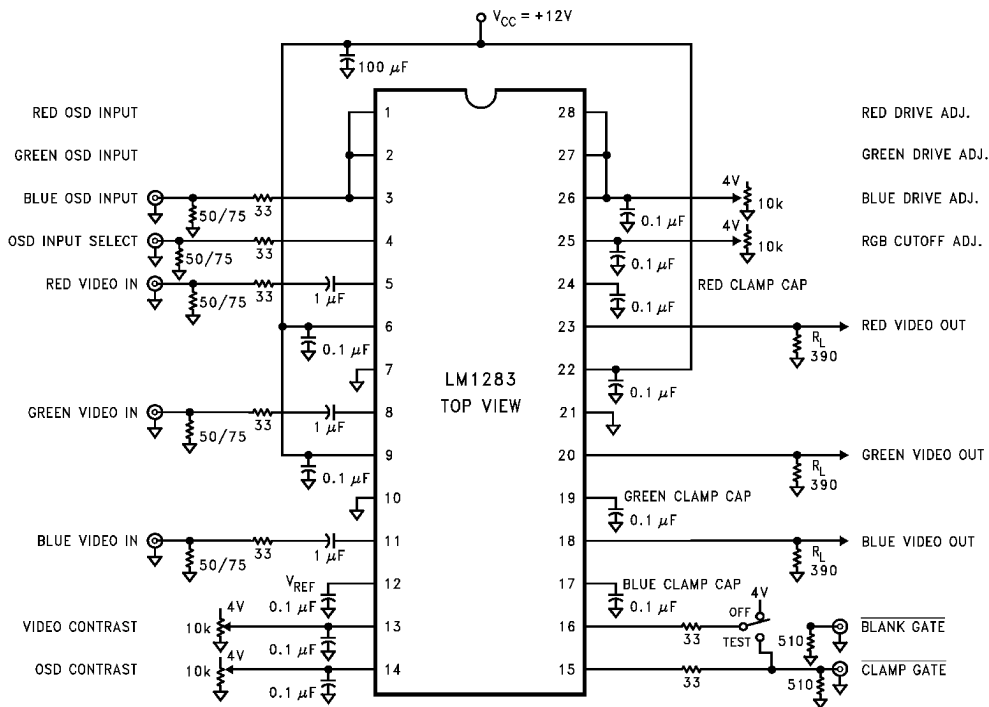 V_CC = +12V
100 μF
RED OSD INPUT 1 28 RED DRIVE ADJ.
GREEN OSD INPUT 2 27 GREEN DRIVE ADJ.
BLUE OSD INPUT 3 26 4V BLUE DRIVE ADJ.
50/75 33 0.1 μF 10k
OSD INPUT SELECT 4 25 4V RGB CUTOFF ADJ.
50/75 33 0.1 μF 10k
RED VIDEO IN 5 24 RED CLAMP CAP
50/75 33 1 μF 0.1 μF
6 23 RED VIDEO OUT
0.1 μF R_L 390
7 22
LM1283 0.1 μF
TOP VIEW
GREEN VIDEO IN 8 21
50/75 33 1 μF
9 20 GREEN VIDEO OUT
0.1 μF R_L 390
10 19 GREEN CLAMP CAP
0.1 μF
BLUE VIDEO IN 11 18 BLUE VIDEO OUT
50/75 33 1 μF R_L 390
V_REF 12 17 BLUE CLAMP CAP
0.1 μF 0.1 μF 4V
VIDEO CONTRAST 4V 13 16 OFF BLANK GATE
10k 0.1 μF 33 TEST 510
OSD CONTRAST 4V 14 15 CLAMP GATE
10k 0.1 μF 33 510